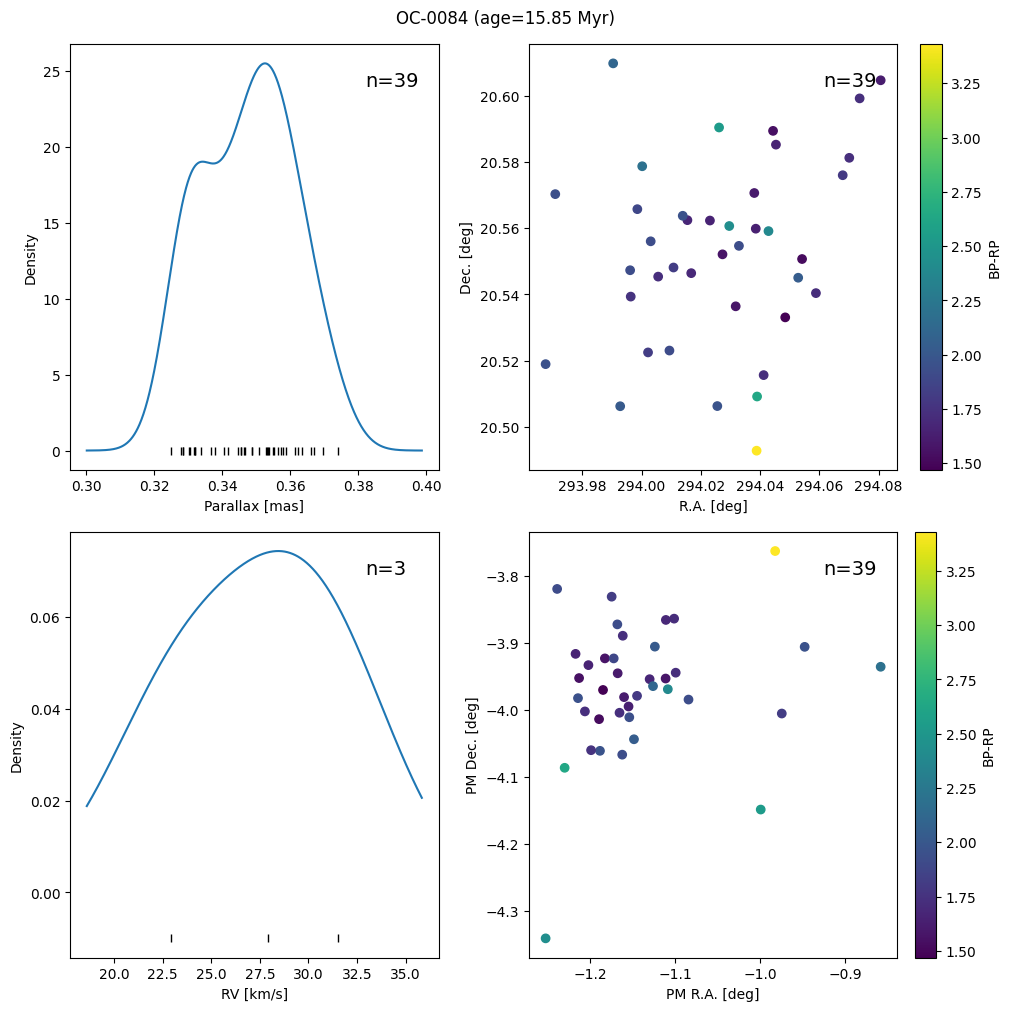 OC-0084 (age=15.85 Myr)
n=39
25
20
15
10
5
0
Density
0.30 0.32 0.34 0.36 0.38 0.40
Parallax [mas]
n=39
20.60
20.58
20.56
20.54
20.52
20.50
Dec. [deg]
293.98 294.00 294.02 294.04 294.06 294.08
R.A. [deg]
3.25
3.00
2.75
2.50
2.25
2.00
1.75
1.50
BP-RP
n=3
0.06
0.04
0.02
0.00
Density
20.0 22.5 25.0 27.5 30.0 32.5 35.0
RV [km/s]
n=39
−3.8
−3.9
−4.0
−4.1
−4.2
−4.3
PM Dec. [deg]
−1.2 −1.1 −1.0 −0.9
PM R.A. [deg]
3.25
3.00
2.75
2.50
2.25
2.00
1.75
1.50
BP-RP